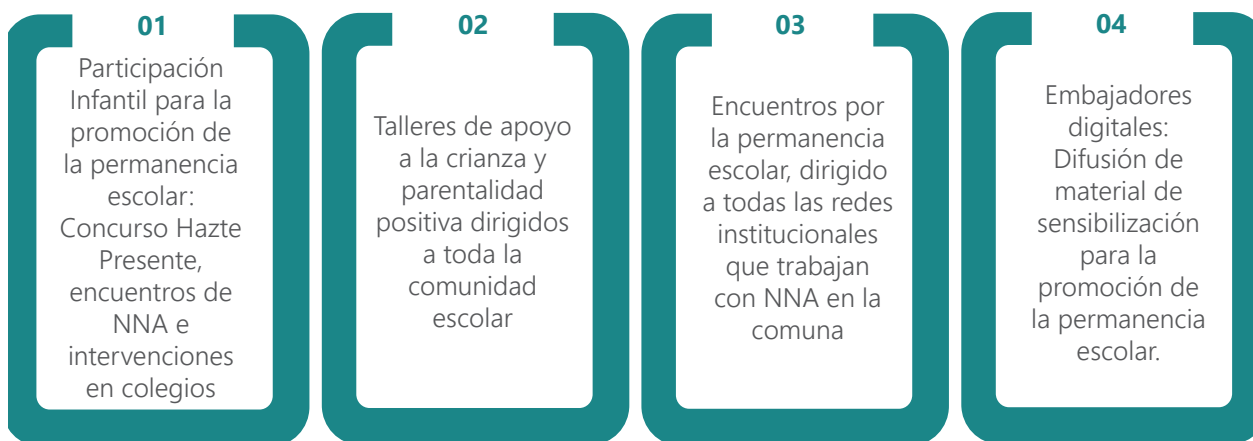 01
Participación
Infantil para la
promoción de
la permanencia
escolar:
Concurso Hazte
Presente,
encuentros de
NNA e
intervenciones
en colegios
02
Talleres de apoyo
a la crianza y
parentalidad
positiva dirigidos
a toda la
comunidad
escolar
03
Encuentros por
la permanencia
escolar, dirigido
a todas las redes
institucionales
que trabajan
con NNA en la
comuna
04
Embajadores
digitales:
Difusión de
material de
sensibilización
para la
promoción de
la permanencia
escolar.